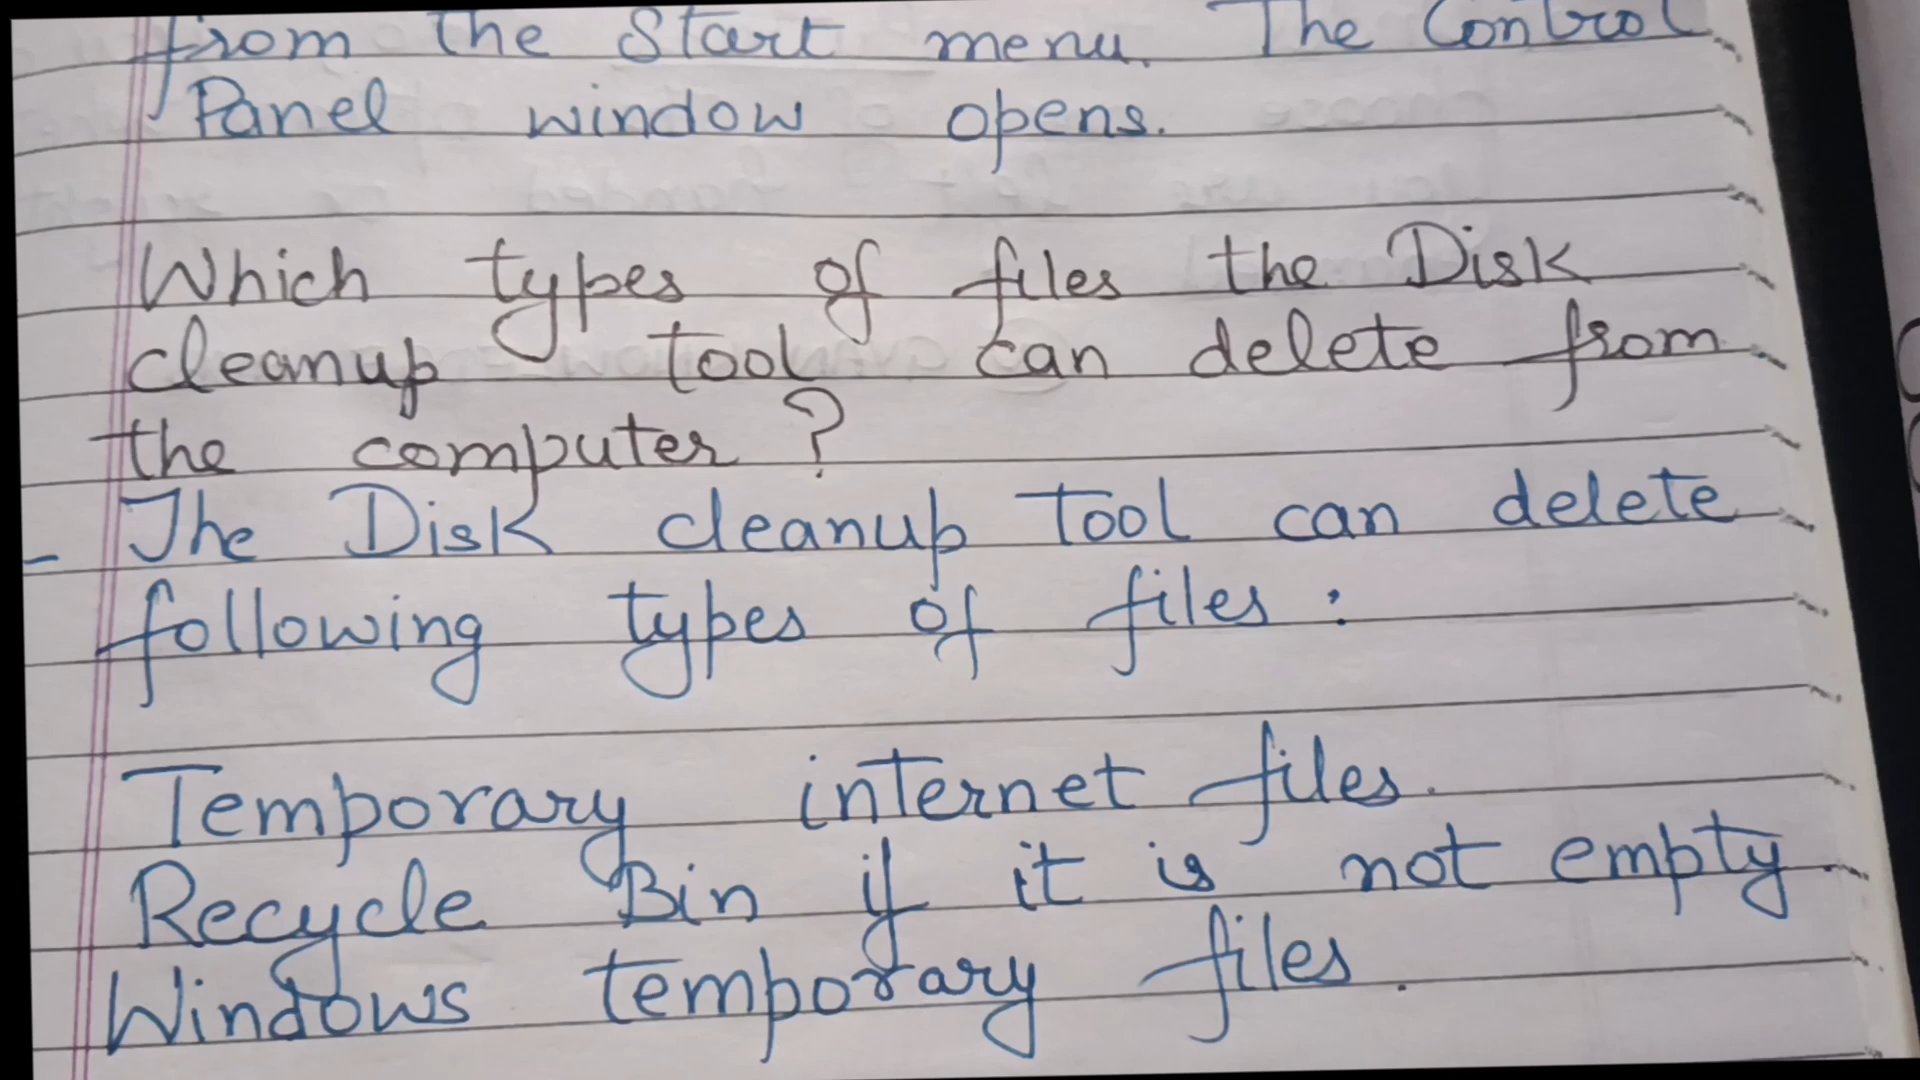 from the Start menu. The Control
Panel window opens.
Which types of files the Disk
cleanup tool can delete from
the computer ?
- The Disk cleanup Tool can delete
following types of files :
Temporary internet files.
Recycle Bin if it is not empty.
Windows temporary files.